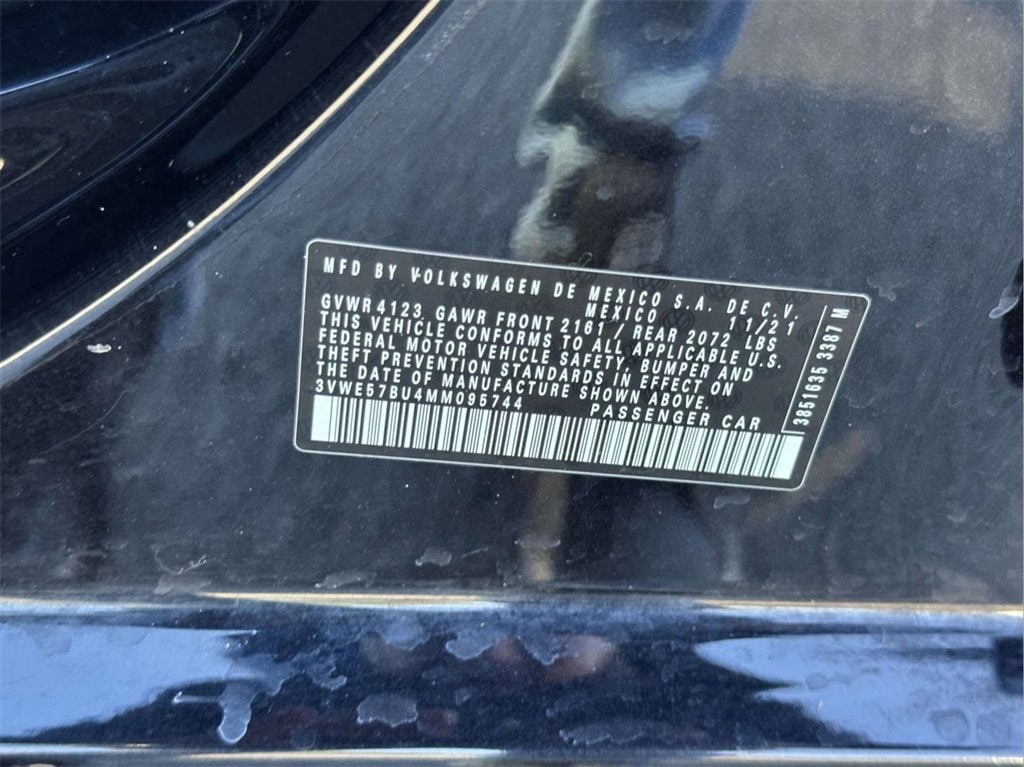 MFD BY VOLKSWAGEN DE MEXICO S.A. DE C.V.
MEXICO 11/21
GVWR 4123, GAWR FRONT 2161 / REAR 2072 LBS
THIS VEHICLE CONFORMS TO ALL APPLICABLE U.S.
FEDERAL MOTOR VEHICLE SAFETY, BUMPER AND
THEFT PREVENTION STANDARDS IN EFFECT ON
THE DATE OF MANUFACTURE SHOWN ABOVE.
3VWE57BU4MM095744 PASSENGER CAR
3851635 3387 M